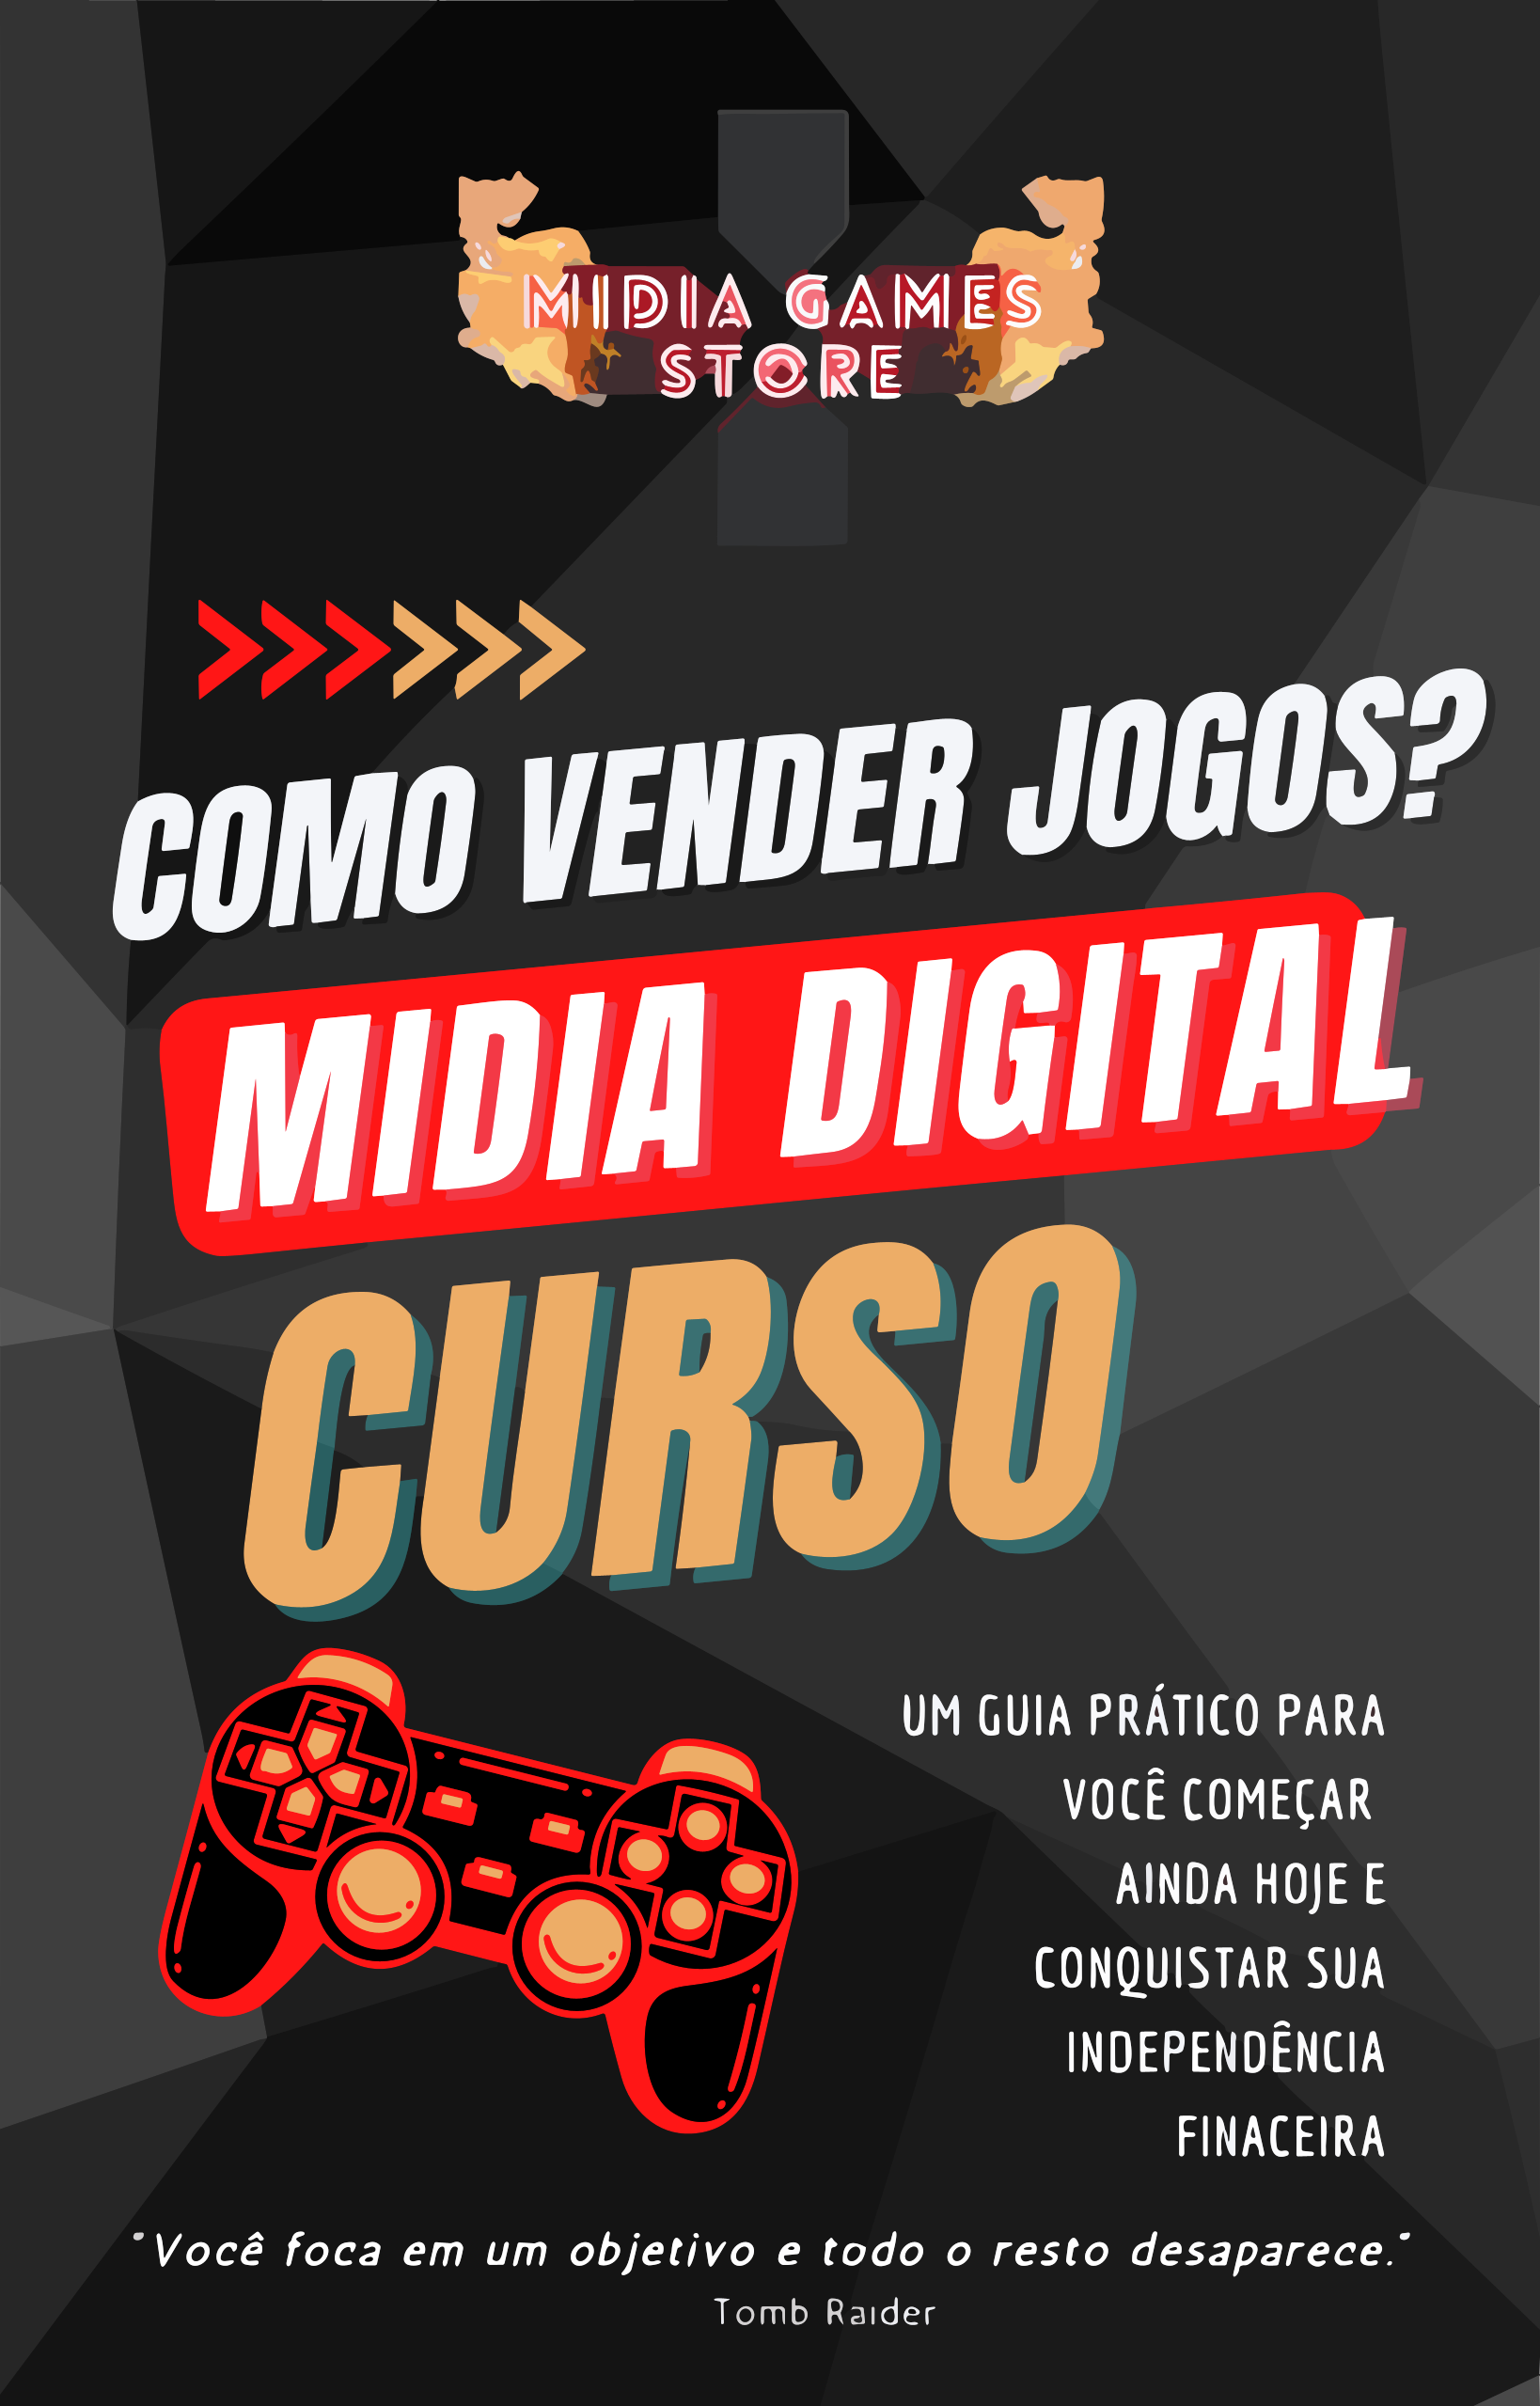 MIDIA GAMES
STORE
COMO VENDER JOGOS?
MIDIA DIGITAL
CURSO
UM GUIA PRÁTICO PARA
VOCÊ COMEÇAR
AINDA HOJE E
CONQUISTAR SUA
INDEPENDÊNCIA
FINACEIRA
"Você foca em um objetivo e todo o resto desaparece."
Tomb Raider